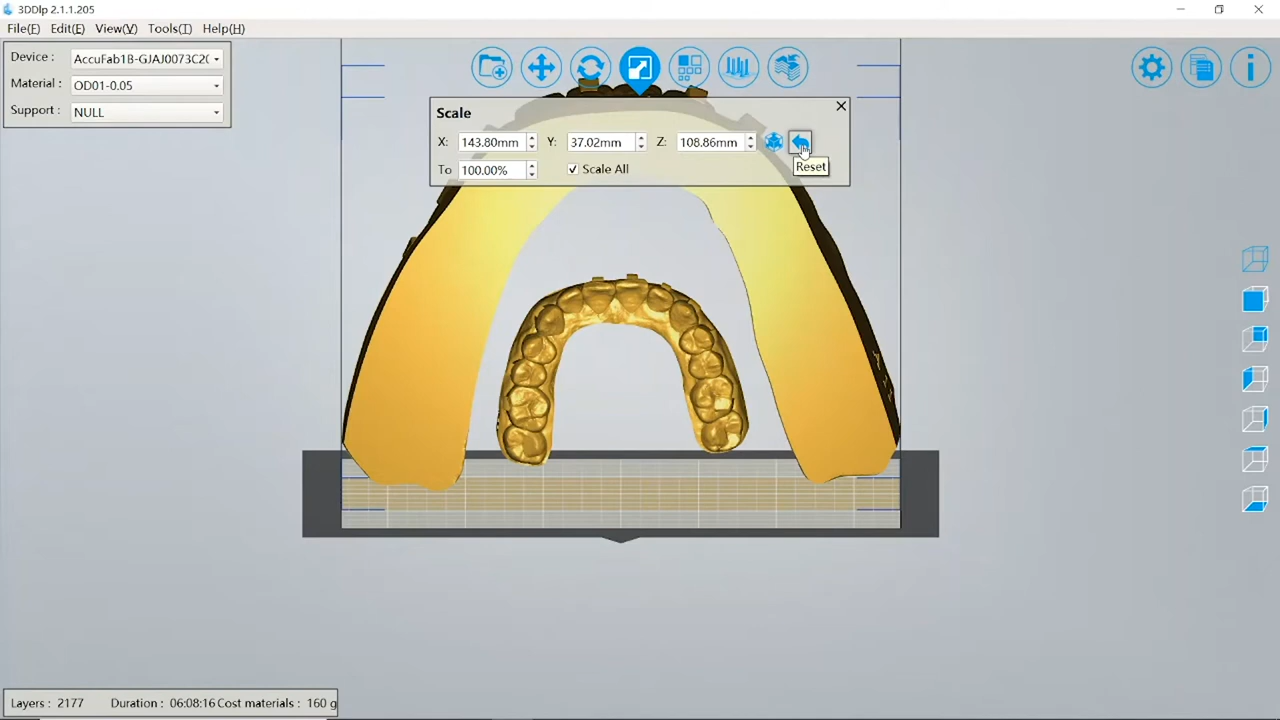 3DDlp 2.1.1.205
File(F) Edit(E) View(V) Tools(T) Help(H)
Device : AccuFab1B-GJAJ0073C2(
Material : OD01-0.05
Support : NULL
Scale
X: 143.80mm Y: 37.02mm Z: 108.86mm
Reset
To 100.00% Scale All
Layers : 2177 Duration : 06:08:16 Cost materials : 160 g